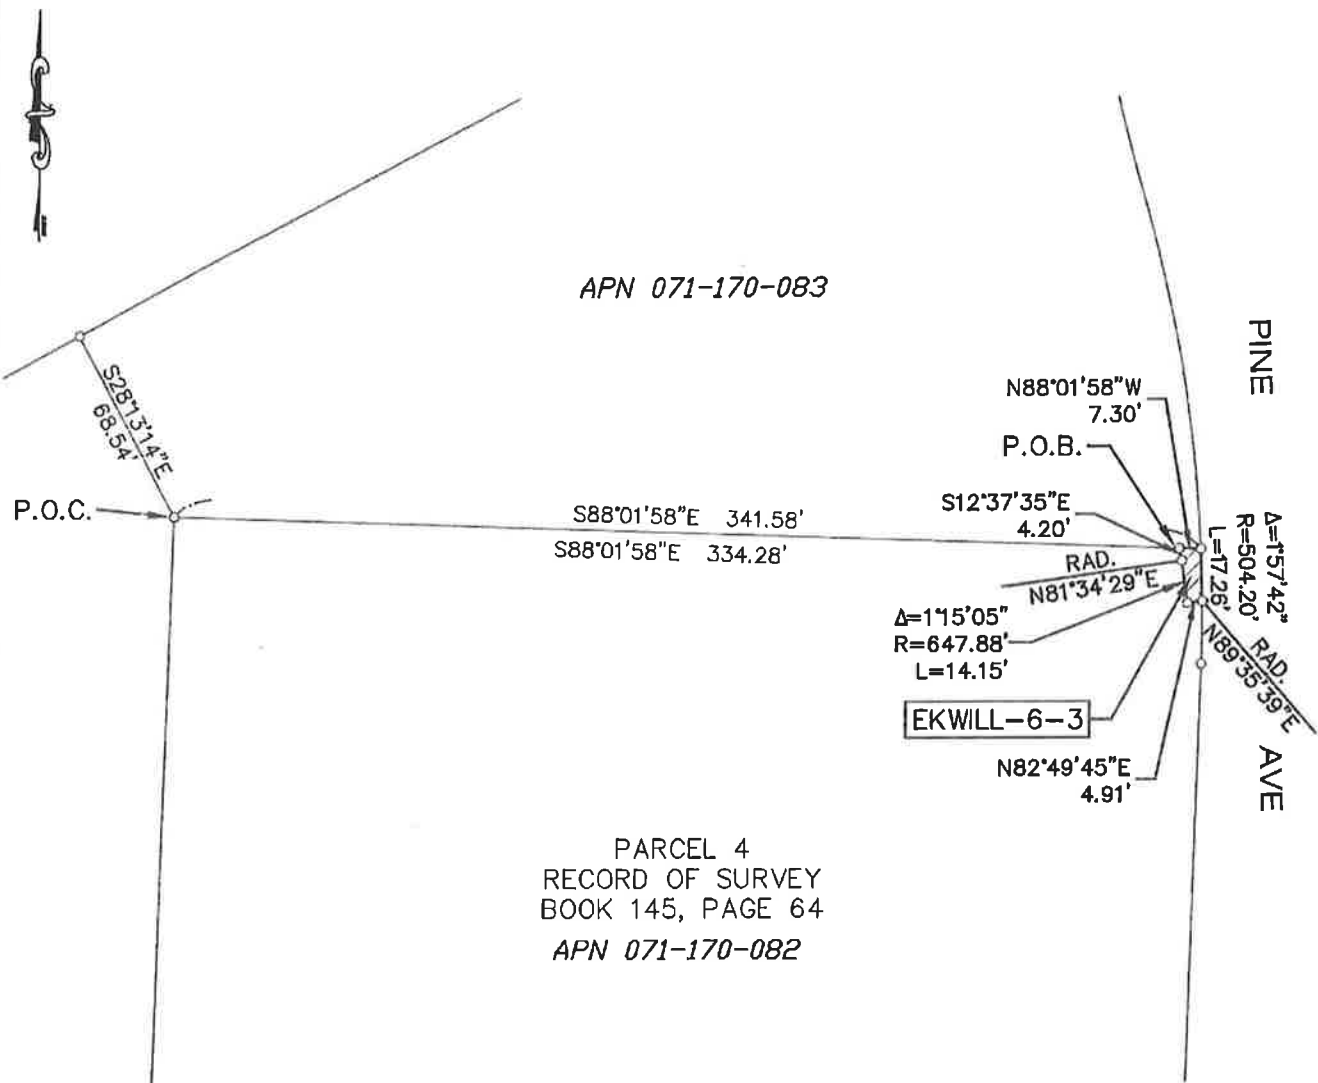 APN 071-170-083
PINE
N88°01'58"W
7.30'
P.O.B.
S28°13'14"E
68.54'
P.O.C.
S88°01'58"E 341.58'
S88°01'58"E 334.28'
S12°37'35"E
4.20'
RAD.
N81°34'29"E
Δ=1°57'42"
R=504.20'
L=17.26'
Δ=1°15'05"
R=647.88'
L=14.15'
RAD.
N89°35'39"E
EKWILL-6-3
N82°49'45"E
4.91'
AVE
PARCEL 4
RECORD OF SURVEY
BOOK 145, PAGE 64
APN 071-170-082